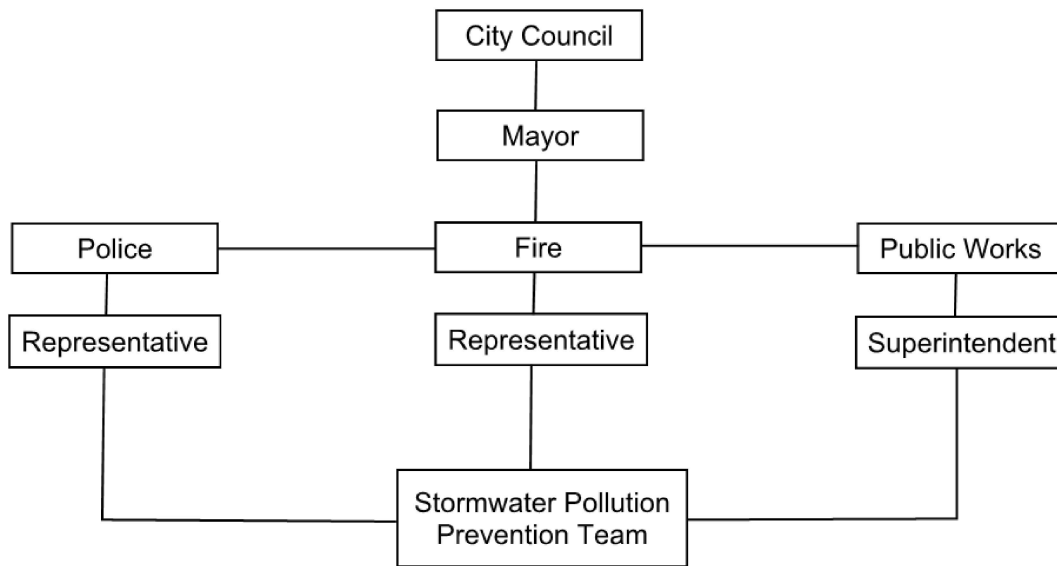 City Council
Mayor
Police
Fire
Public Works
Representative
Representative
Superintendent
Stormwater Pollution
Prevention Team